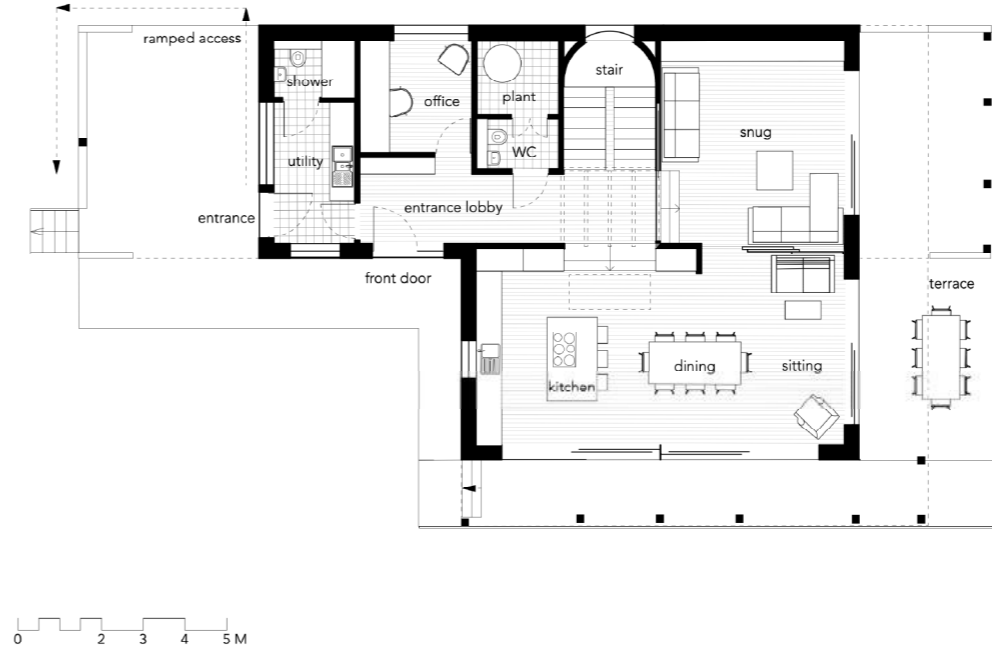 ramped access
stair
shower
office
plant
snug
WC
utility
entrance lobby
entrance
front door
terrace
dining
sitting
kitchen
0 2 3 4 5 M